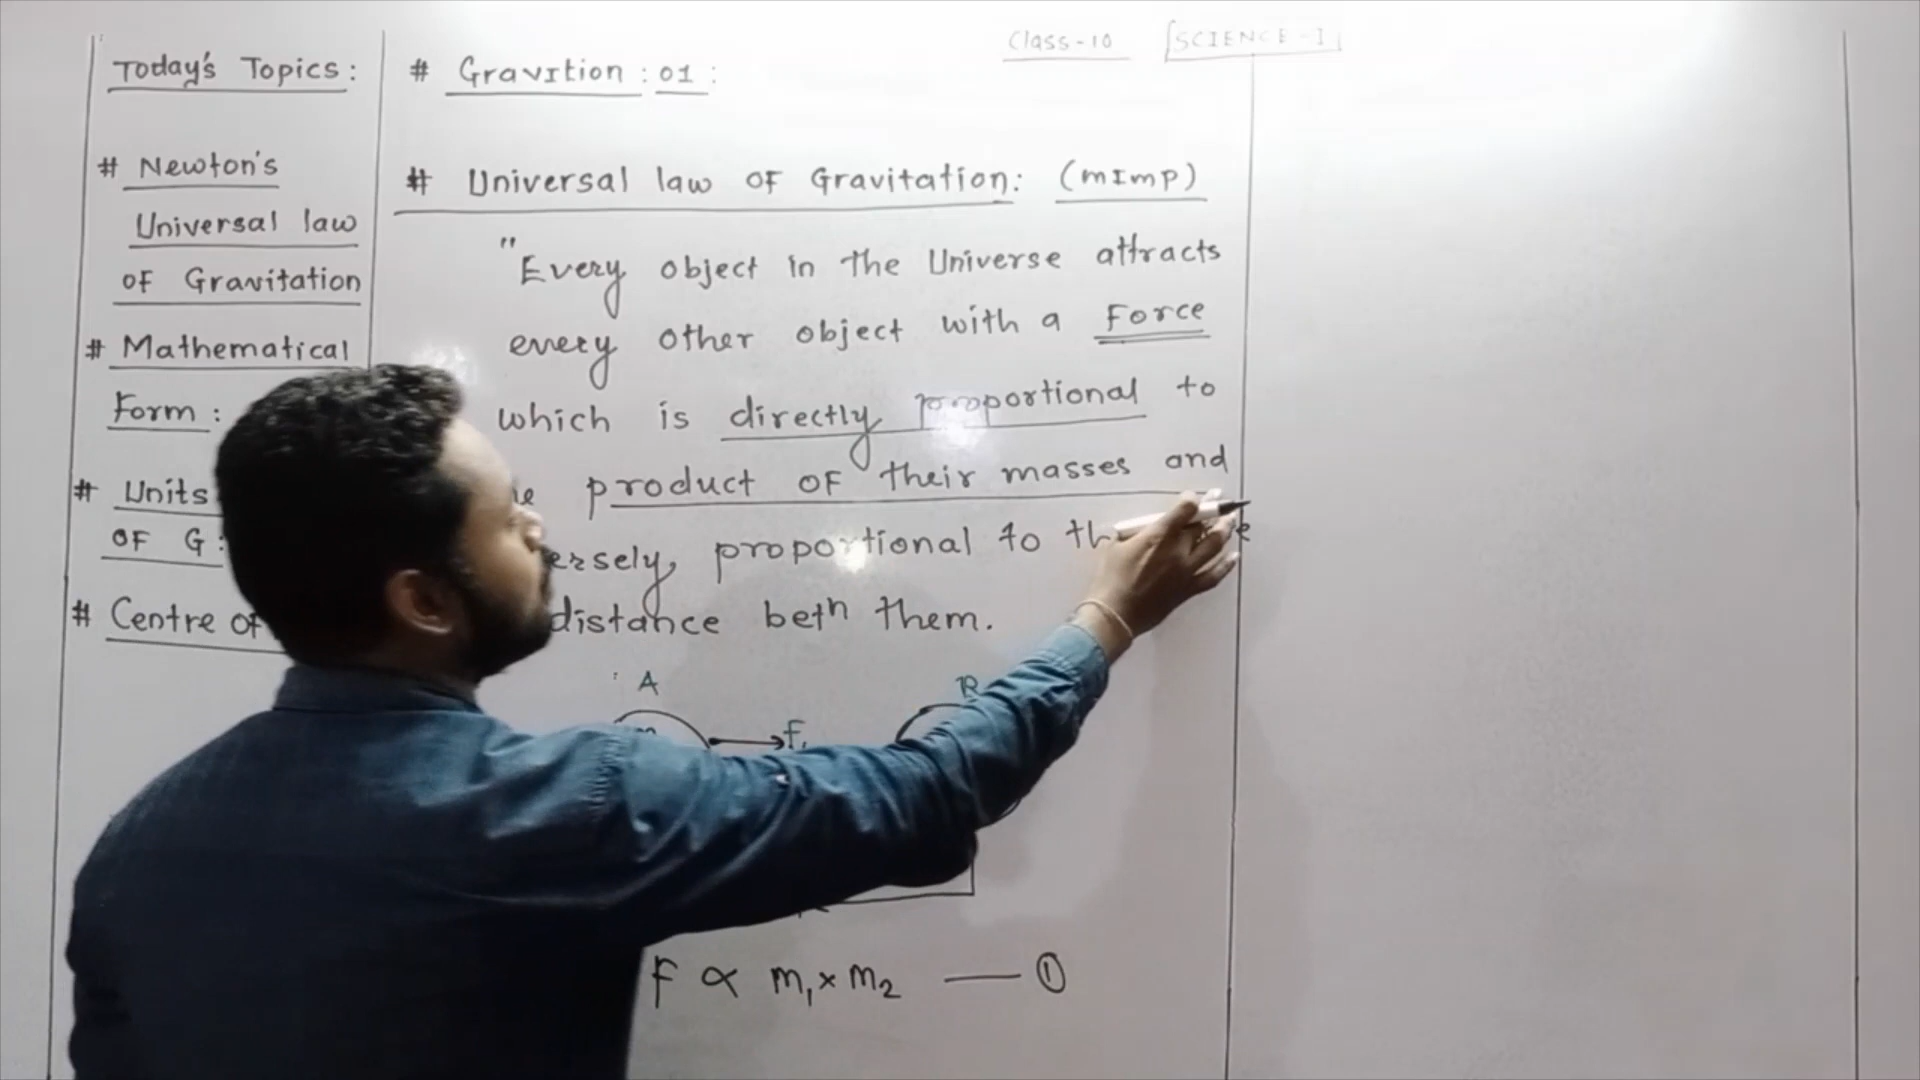 Class-10 SCIENCE-I
Today's Topics:
# Newton's
Universal law
OF Gravitation
# Mathematical
Form:
# Units
OF G:
# Centre of
# Gravition: 01:
# Universal law OF Gravitation: (mImp)
"Every object in the Universe attracts
every other object with a Force
which is directly proportional to
product OF their masses and
proportional to
distance betn them.
A
F1
F ∝ m1 × m2 —— ①